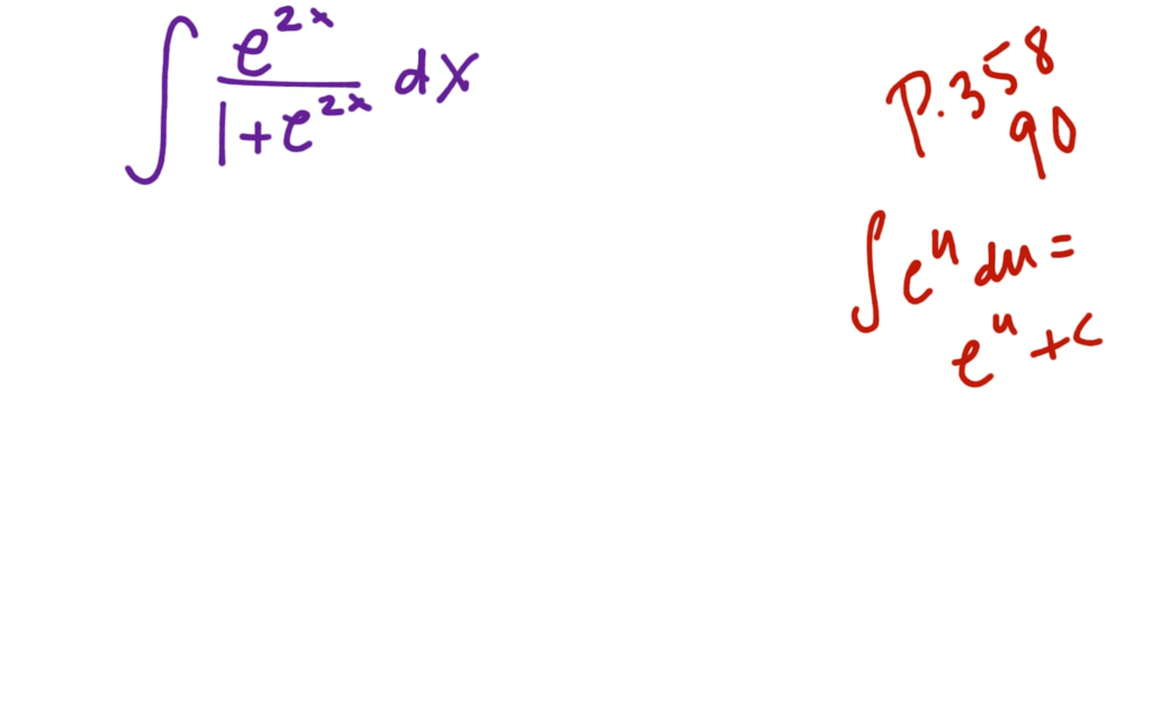 ∫ e^{2x} / (1+e^{2x}) dx
P. 358
90
∫ e^u du =
e^u + c